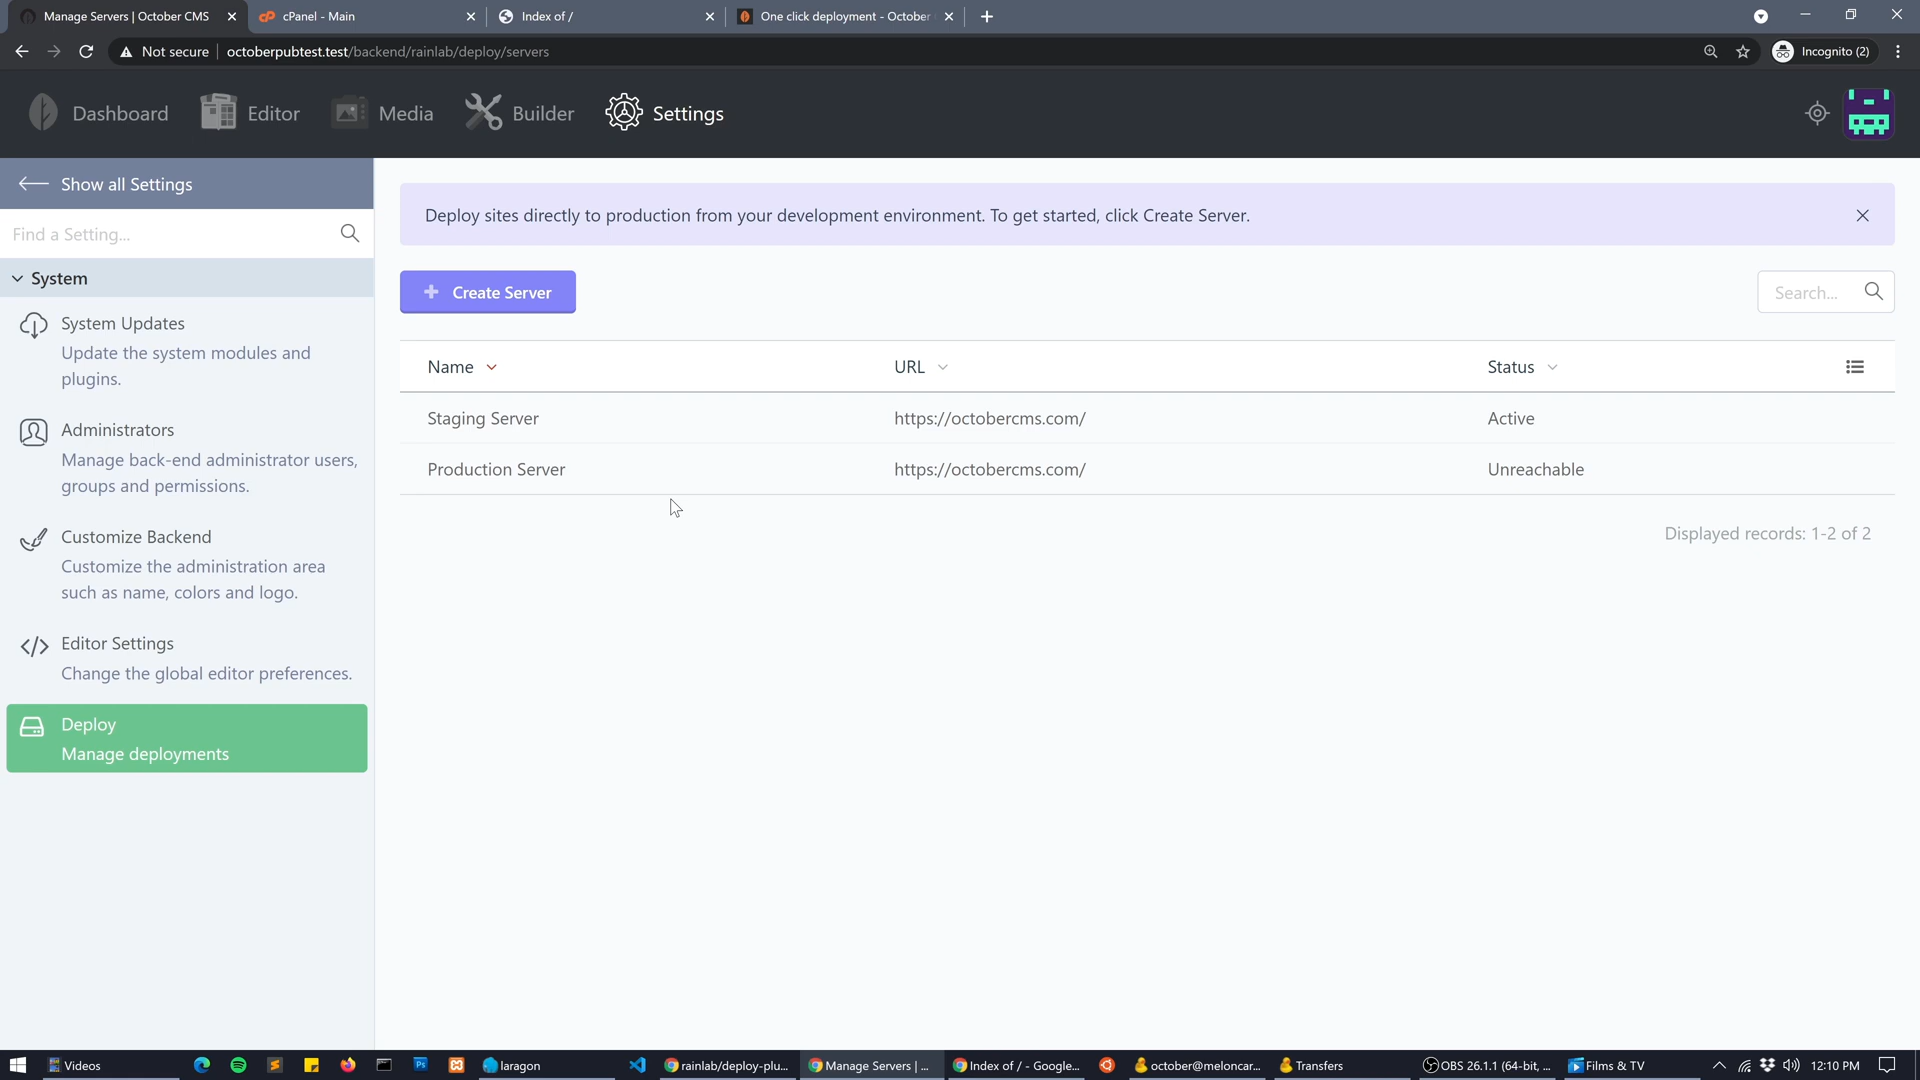 Manage Servers | October CMS
cPanel - Main
Index of /
One click deployment - October
Not secure
octoberpubtest.test/backend/rainlab/deploy/servers
Incognito (2)
Dashboard
Editor
Media
Builder
Settings
Show all Settings
Find a Setting...
System
System Updates
Update the system modules and
plugins.
Administrators
Manage back-end administrator users,
groups and permissions.
Customize Backend
Customize the administration area
such as name, colors and logo.
Editor Settings
Change the global editor preferences.
Deploy
Manage deployments
Deploy sites directly to production from your development environment. To get started, click Create Server.
Create Server
Search...
Name
URL
Status
Staging Server
https://octobercms.com/
Active
Production Server
https://octobercms.com/
Unreachable
Displayed records: 1-2 of 2
Videos
Ps
laragon
rainlab/deploy-plu...
Manage Servers | ...
Index of / - Google...
october@meloncar...
Transfers
OBS 26.1.1 (64-bit, ...
Films & TV
12:10 PM